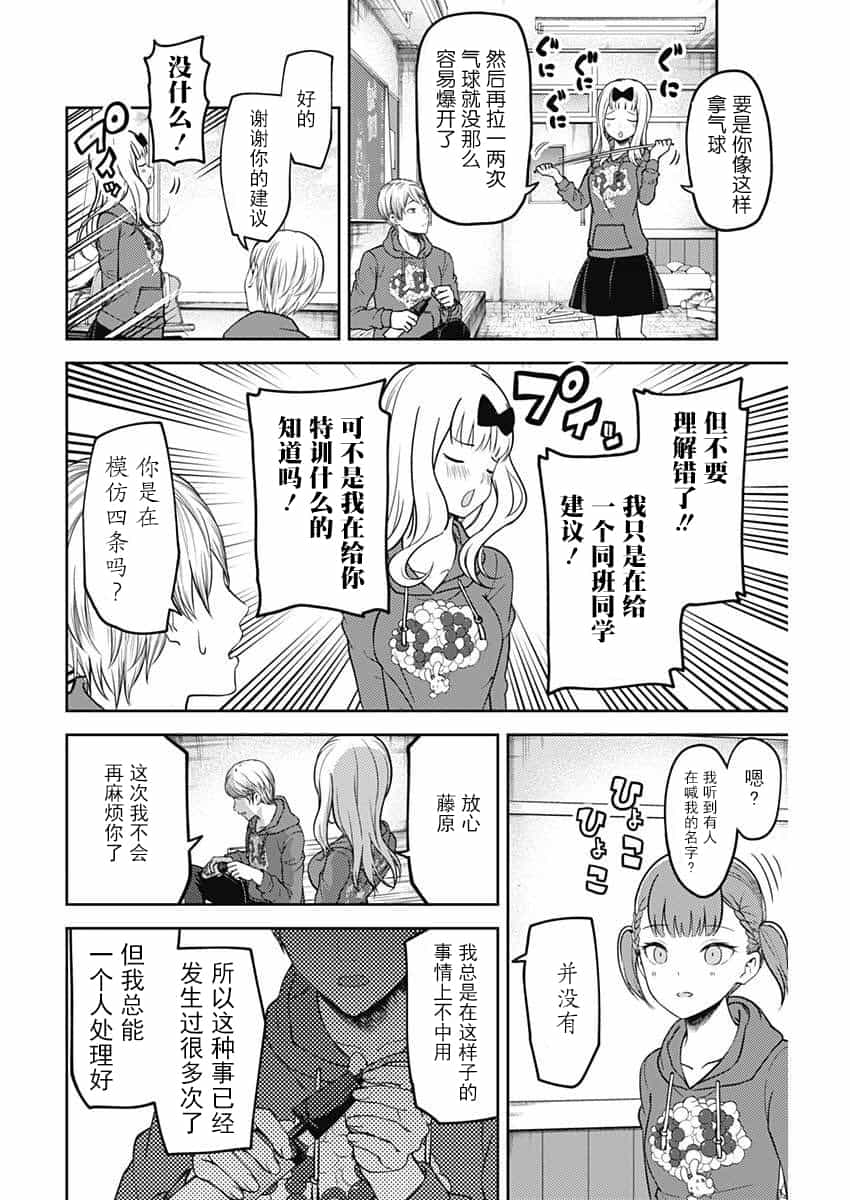 要是你像这样
拿气球
然后再拉一两次
气球就没那么
容易爆开了
ぐに
ぐに
好的
谢谢你的建议
没什么！
プイッ
但不要
理解错了!!
我只是在给
一个同班同学
建议！
プイッ
可不是我在给你
特训什么的
知道吗！
你是在
模仿四条吗？
嗯？
我听到有人
在喊我的名字？
ひょこ
ひょこ
并没有
放心
藤原
这次我不会
再麻烦你了
我总是在这样子的
事情上不中用
所以这种事已经
发生过很多次了
但我总能
一个人处理好